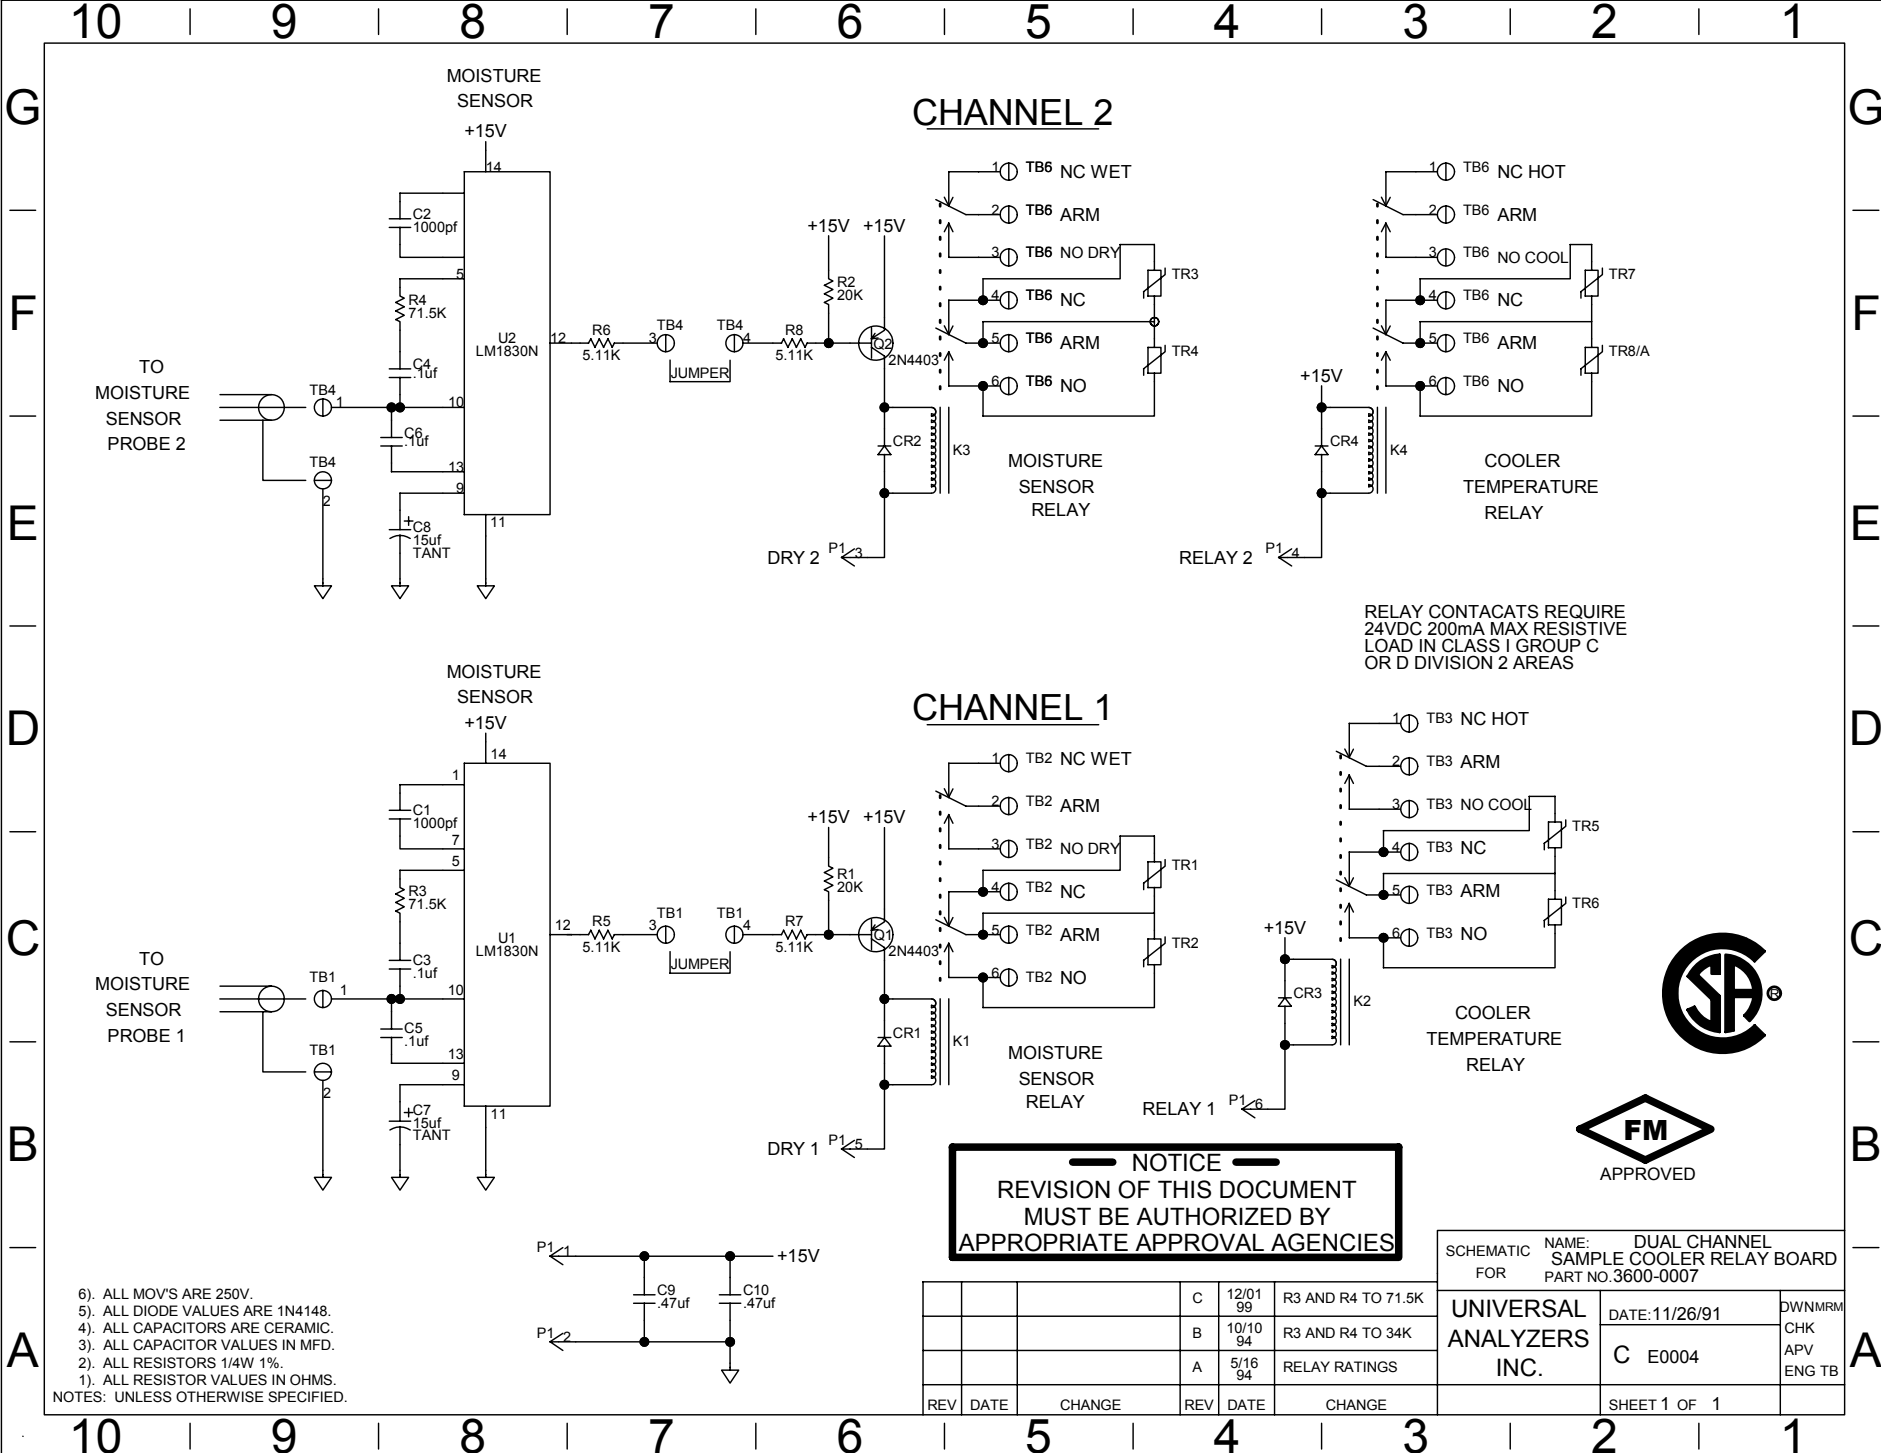 10 9 8 7 6 5 4 3 2 1
G G
F F
E E
D D
C C
B B
A A
CHANNEL 2
MOISTURE
SENSOR
+15V
14
C2
1000pf
5
R4
71.5K
C4
.1uf
U2
LM1830N
12
R6
5.11K
TB4
3
JUMPER
TB4
4
R8
5.11K
+15V +15V
R2
20K
Q2
2N4403
TO
MOISTURE
SENSOR
PROBE 2
TB4
1
10
C6
.1uf
TB4
2
13
9
+
C8
15uf
TANT
11
CR2
K3
DRY 2 P1 3
1 TB6 NC WET
2 TB6 ARM
3 TB6 NO DRY
4 TB6 NC
5 TB6 ARM
6 TB6 NO
TR3
TR4
MOISTURE
SENSOR
RELAY
1 TB6 NC HOT
2 TB6 ARM
3 TB6 NO COOL
4 TB6 NC
5 TB6 ARM
6 TB6 NO
TR7
TR8/A
+15V
CR4
K4
COOLER
TEMPERATURE
RELAY
RELAY 2 P1 4
RELAY CONTACATS REQUIRE
24VDC 200mA MAX RESISTIVE
LOAD IN CLASS I GROUP C
OR D DIVISION 2 AREAS
CHANNEL 1
MOISTURE
SENSOR
+15V
14
1
C1
1000pf
7
5
R3
71.5K
C3
.1uf
U1
LM1830N
12
R5
5.11K
TB1
3
JUMPER
TB1
4
R7
5.11K
+15V +15V
R1
20K
Q1
2N4403
TO
MOISTURE
SENSOR
PROBE 1
TB1
1
10
C5
.1uf
TB1
2
13
9
+
C7
15uf
TANT
11
CR1
K1
DRY 1 P1 5
1 TB2 NC WET
2 TB2 ARM
3 TB2 NO DRY
4 TB2 NC
5 TB2 ARM
6 TB2 NO
TR1
TR2
MOISTURE
SENSOR
RELAY
1 TB3 NC HOT
2 TB3 ARM
3 TB3 NO COOL
4 TB3 NC
5 TB3 ARM
6 TB3 NO
TR5
TR6
+15V
CR3
K2
COOLER
TEMPERATURE
RELAY
RELAY 1 P1 6
CSA ®
FM
APPROVED
NOTICE
REVISION OF THIS DOCUMENT
MUST BE AUTHORIZED BY
APPROPRIATE APPROVAL AGENCIES
P1 1
+15V
C9
.47uf
C10
.47uf
P1 2
6). ALL MOV'S ARE 250V.
5). ALL DIODE VALUES ARE 1N4148.
4). ALL CAPACITORS ARE CERAMIC.
3). ALL CAPACITOR VALUES IN MFD.
2). ALL RESISTORS 1/4W 1%.
1). ALL RESISTOR VALUES IN OHMS.
NOTES: UNLESS OTHERWISE SPECIFIED.
C 12/01 99 R3 AND R4 TO 71.5K
B 10/10 94 R3 AND R4 TO 34K
A 5/16 94 RELAY RATINGS
REV DATE CHANGE REV DATE CHANGE
SCHEMATIC FOR
NAME: DUAL CHANNEL
SAMPLE COOLER RELAY BOARD
PART NO. 3600-0007
UNIVERSAL
ANALYZERS
INC.
DATE: 11/26/91
C E0004
SHEET 1 OF 1
DWN MRM
CHK
APV
ENG TB
10 9 8 7 6 5 4 3 2 1